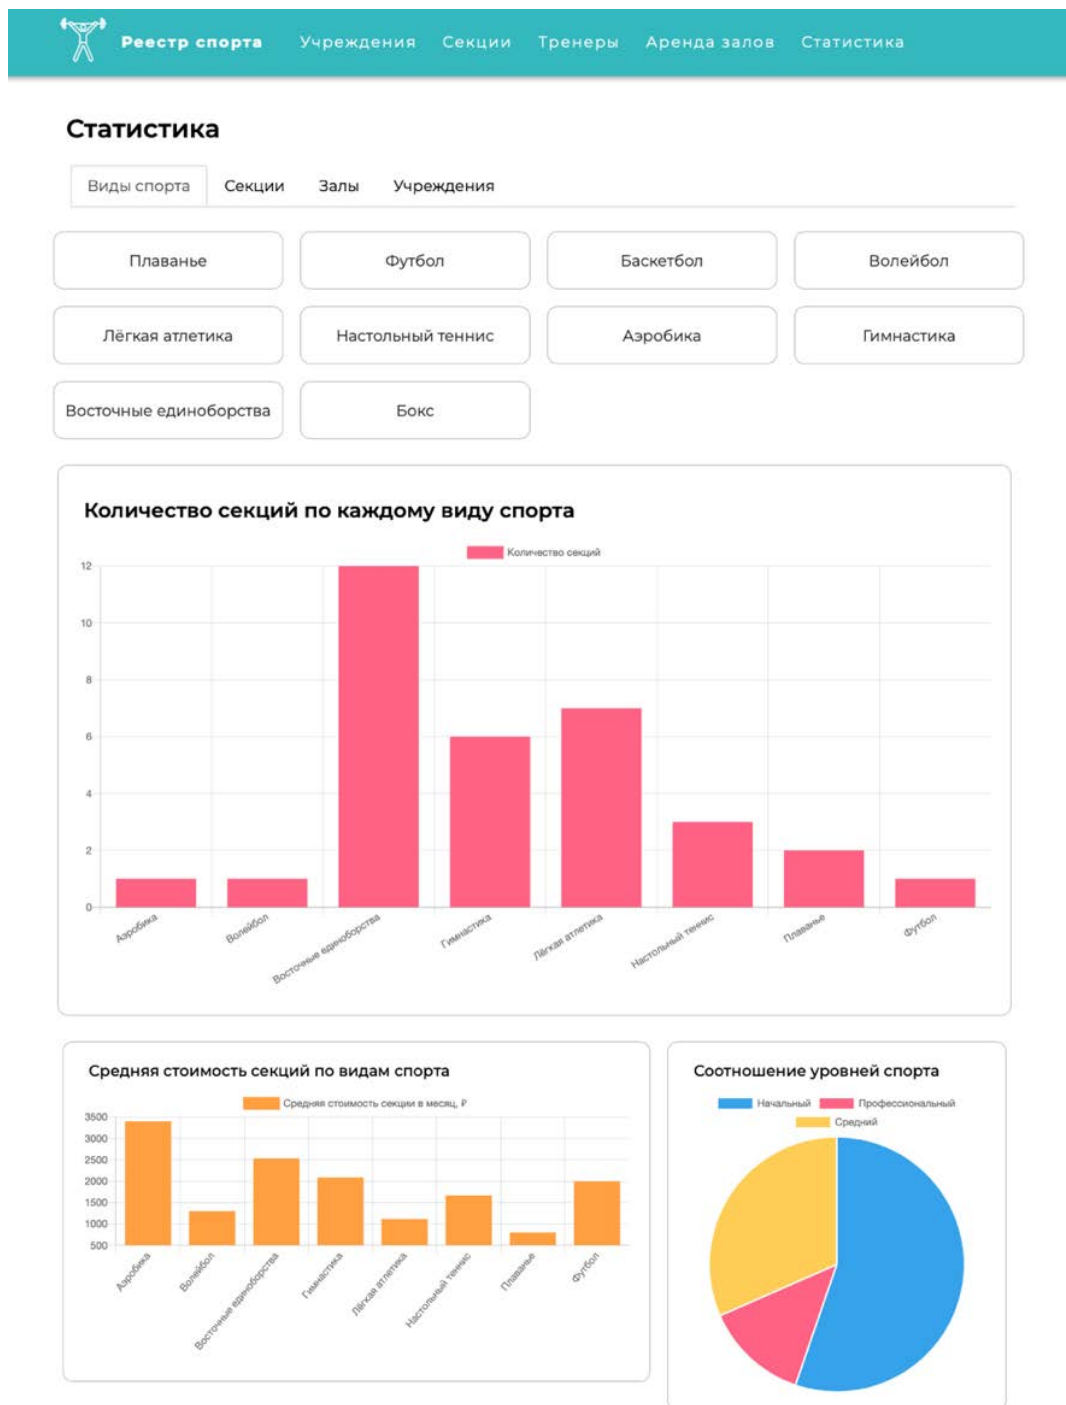 Реестр спорта Учреждения Секции Тренеры Аренда залов Статистика
Статистика
Виды спорта Секции Залы Учреждения
Плаванье Футбол Баскетбол Волейбол
Лёгкая атлетика Настольный теннис Аэробика Гимнастика
Восточные единоборства Бокс
Количество секций по каждому виду спорта
Количество секций
12
10
8
6
4
2
0
Аэробика Волейбол Восточные единоборства Гимнастика Лёгкая атлетика Настольный теннис Плаванье Футбол
Средняя стоимость секций по видам спорта
Средняя стоимость секции в месяц, ₽
3500
3000
2500
2000
1500
1000
500
Аэробика Волейбол Восточные единоборства Гимнастика Лёгкая атлетика Настольный теннис Плаванье Футбол
Соотношение уровней спорта
Начальный Профессиональный
Средний